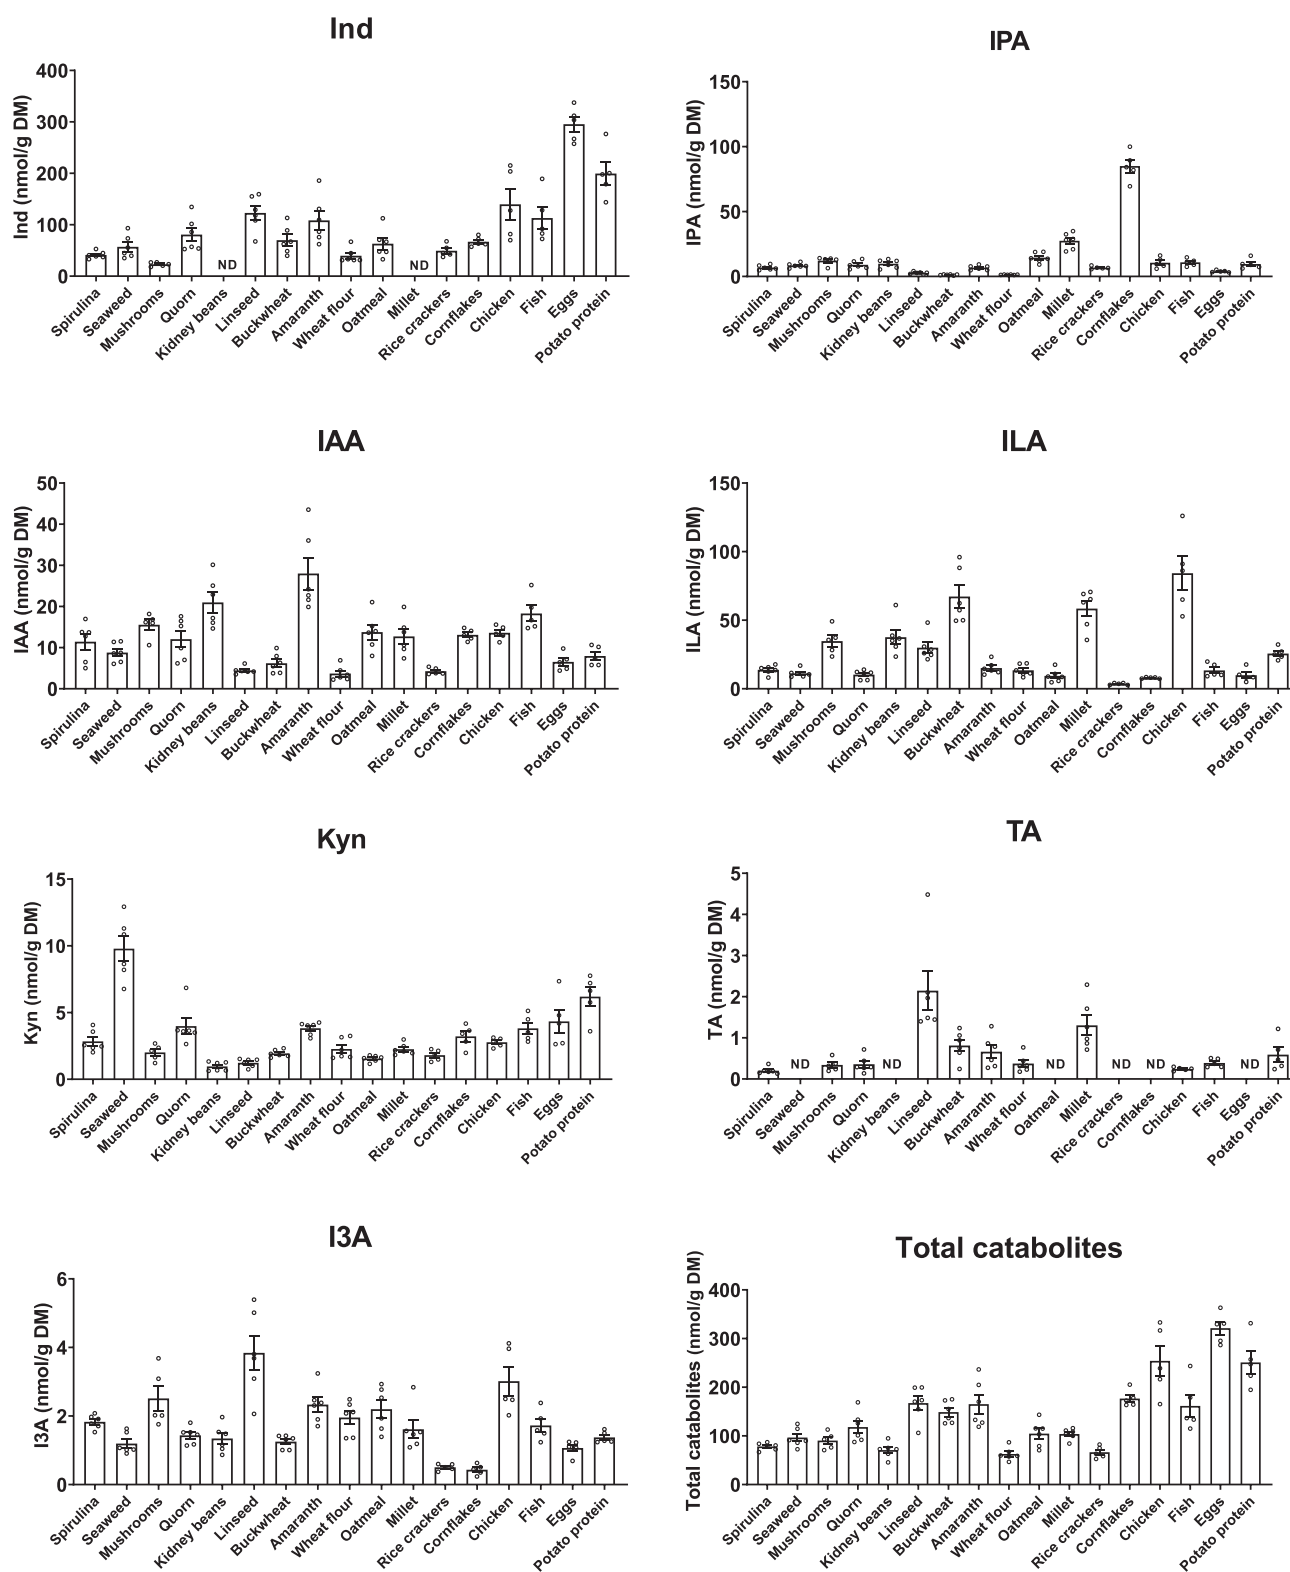 Ind
Ind (nmol/g DM)
400
300
200
100
0
ND
ND
Spirulina
Seaweed
Mushrooms
Quorn
Kidney beans
Linseed
Buckwheat
Amaranth
Wheat flour
Oatmeal
Millet
Rice crackers
Cornflakes
Chicken
Fish
Eggs
Potato protein
IPA
IPA (nmol/g DM)
150
100
50
0
Spirulina
Seaweed
Mushrooms
Quorn
Kidney beans
Linseed
Buckwheat
Amaranth
Wheat flour
Oatmeal
Millet
Rice crackers
Cornflakes
Chicken
Fish
Eggs
Potato protein
IAA
IAA (nmol/g DM)
50
40
30
20
10
0
Spirulina
Seaweed
Mushrooms
Quorn
Kidney beans
Linseed
Buckwheat
Amaranth
Wheat flour
Oatmeal
Millet
Rice crackers
Cornflakes
Chicken
Fish
Eggs
Potato protein
ILA
ILA (nmol/g DM)
150
100
50
0
Spirulina
Seaweed
Mushrooms
Quorn
Kidney beans
Linseed
Buckwheat
Amaranth
Wheat flour
Oatmeal
Millet
Rice crackers
Cornflakes
Chicken
Fish
Eggs
Potato protein
Kyn
Kyn (nmol/g DM)
15
10
5
0
Spirulina
Seaweed
Mushrooms
Quorn
Kidney beans
Linseed
Buckwheat
Amaranth
Wheat flour
Oatmeal
Millet
Rice crackers
Cornflakes
Chicken
Fish
Eggs
Potato protein
TA
TA (nmol/g DM)
5
4
3
2
1
0
ND
ND
ND
ND
ND
ND
Spirulina
Seaweed
Mushrooms
Quorn
Kidney beans
Linseed
Buckwheat
Amaranth
Wheat flour
Oatmeal
Millet
Rice crackers
Cornflakes
Chicken
Fish
Eggs
Potato protein
I3A
I3A (nmol/g DM)
6
4
2
0
Spirulina
Seaweed
Mushrooms
Quorn
Kidney beans
Linseed
Buckwheat
Amaranth
Wheat flour
Oatmeal
Millet
Rice crackers
Cornflakes
Chicken
Fish
Eggs
Potato protein
Total catabolites
Total catabolites (nmol/g DM)
400
300
200
100
0
Spirulina
Seaweed
Mushrooms
Quorn
Kidney beans
Linseed
Buckwheat
Amaranth
Wheat flour
Oatmeal
Millet
Rice crackers
Cornflakes
Chicken
Fish
Eggs
Potato protein